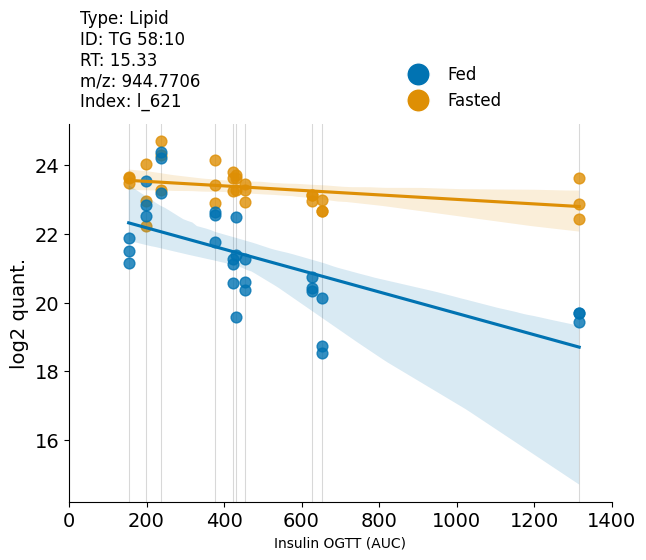 Type: Lipid
ID: TG 58:10
RT: 15.33
m/z: 944.7706
Index: l_621
Fed
Fasted
24
22
20
18
16
log2 quant.
0 200 400 600 800 1000 1200 1400
Insulin OGTT (AUC)